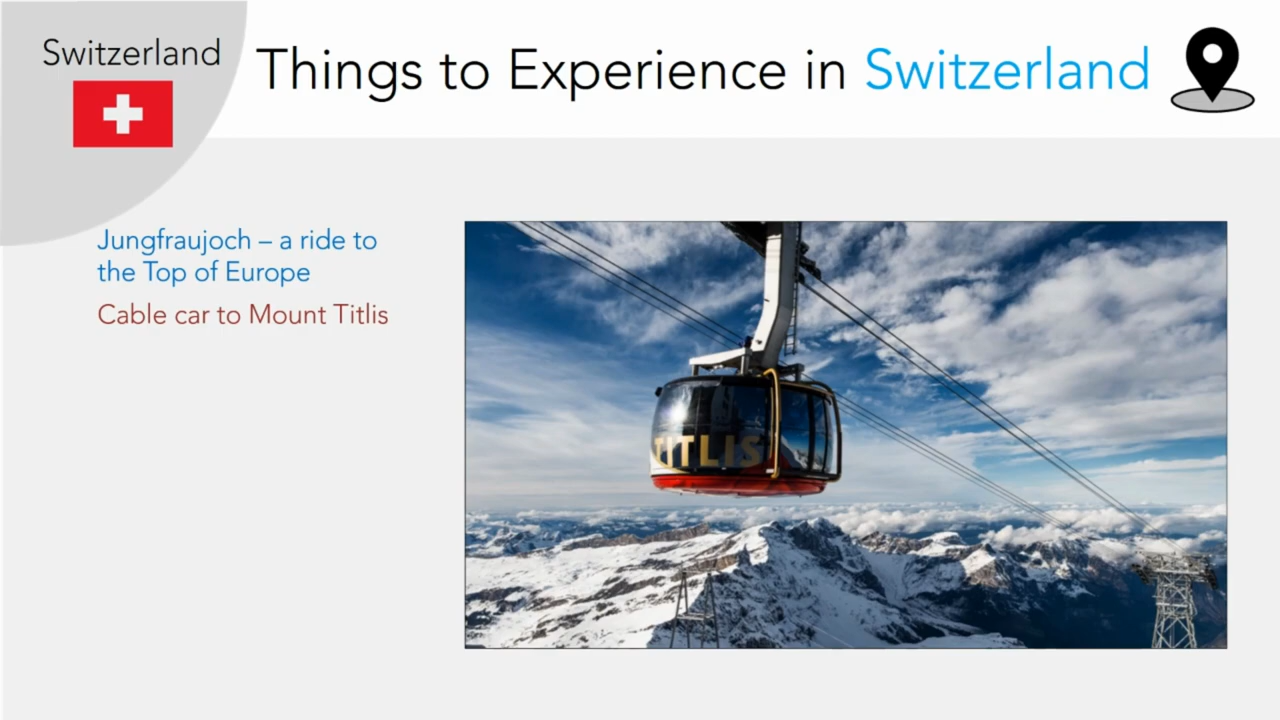 Switzerland
Things to Experience in Switzerland
Jungfraujoch – a ride to
the Top of Europe
Cable car to Mount Titlis
TITLIS